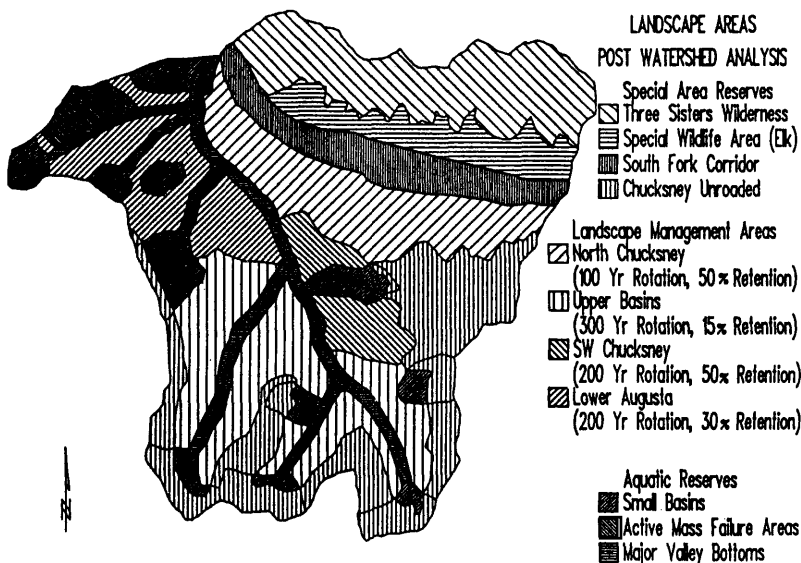 LANDSCAPE AREAS
POST WATERSHED ANALYSIS
Special Area Reserves
Three Sisters Wilderness
Special Wildlife Area (Elk)
South Fork Corridor
Chucksney Unroaded
Landscape Management Areas
North Chucksney
(100 Yr Rotation, 50% Retention)
Upper Basins
(300 Yr Rotation, 15% Retention)
SW Chucksney
(200 Yr Rotation, 50% Retention)
Lower Augusta
(200 Yr Rotation, 30% Retention)
Aquatic Reserves
Small Basins
Active Mass Failure Areas
Major Valley Bottoms
N